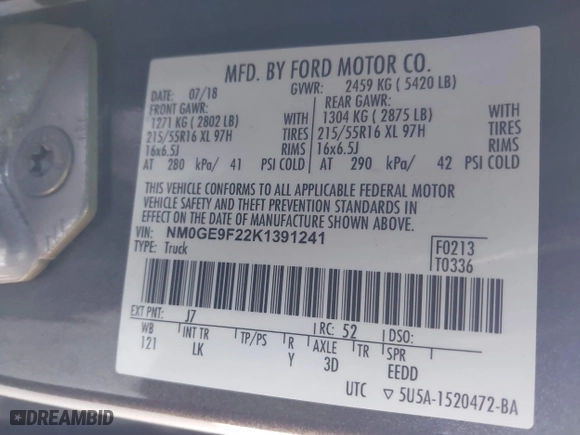 MFD. BY FORD MOTOR CO.
DATE: 07/18 GVWR: 2459 KG ( 5420 LB)
FRONT GAWR: REAR GAWR:
1271 KG ( 2802 LB) WITH 1304 KG ( 2875 LB) WITH
215/55R16 XL 97H TIRES 215/55R16 XL 97H TIRES
16x6.5J RIMS 16x6.5J RIMS
AT 280 kPa/ 41 PSI COLD AT 290 kPa/ 42 PSI COLD
THIS VEHICLE CONFORMS TO ALL APPLICABLE FEDERAL MOTOR
VEHICLE SAFETY AND THEFT PREVENTION STANDARDS IN
EFFECT ON THE DATE OF MANUFACTURE SHOWN ABOVE.
VIN: NM0GE9F22K1391241
TYPE: Truck
F0213
T0336
EXT PNT: J7 RC: 52 DSO:
WB INT TR TP/PS R AXLE TR SPR
121 LK Y 3D EEDD
UTC ▽ 5U5A-1520472-BA
DREAMBID